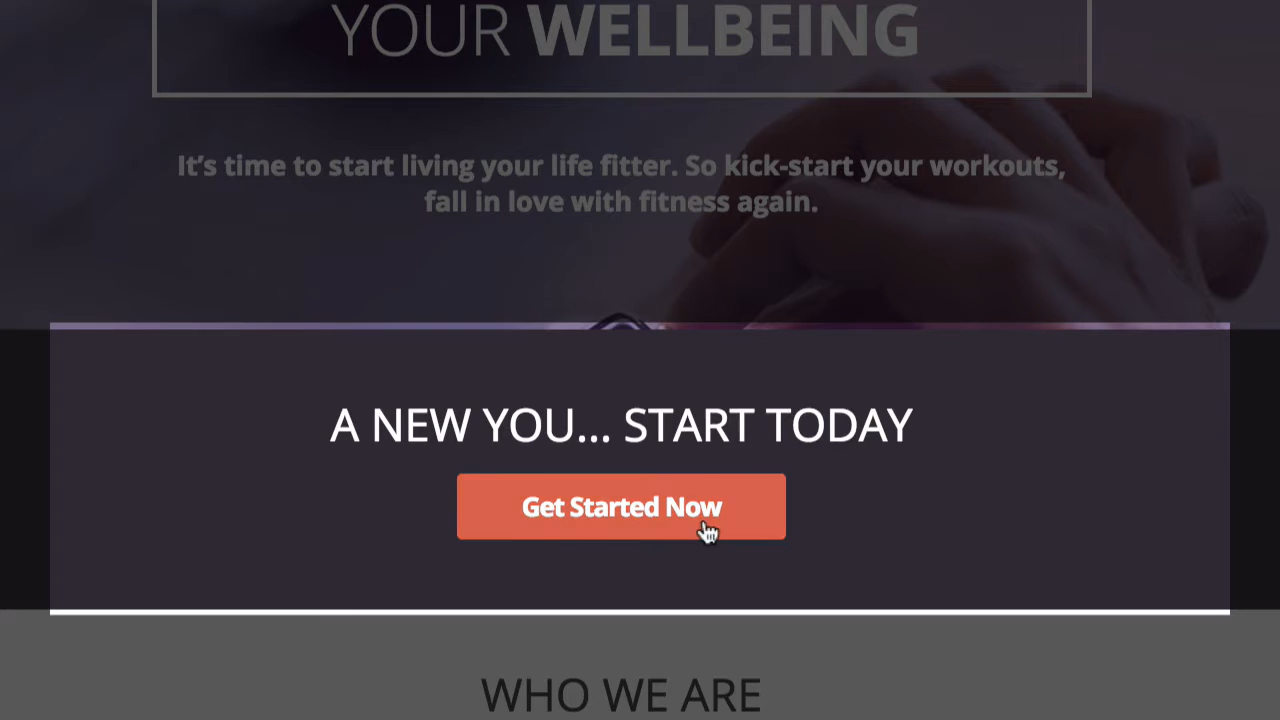 YOUR WELLBEING
It’s time to start living your life fitter. So kick-start your workouts,
fall in love with fitness again.
A NEW YOU... START TODAY
Get Started Now
WHO WE ARE